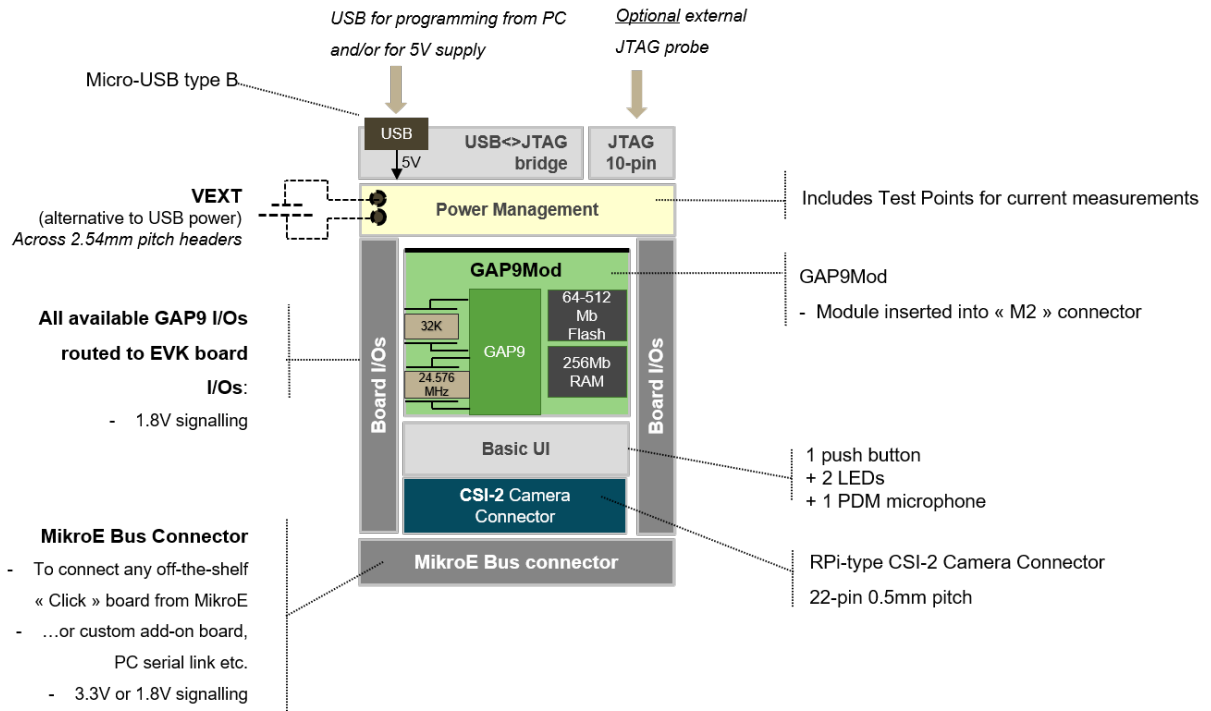 USB for programming from PC
and/or for 5V supply
Optional external
JTAG probe
Micro-USB type B
USB
5V
USB<>JTAG
bridge
JTAG
10-pin
VEXT
(alternative to USB power)
Across 2.54mm pitch headers
Power Management
Includes Test Points for current measurements
GAP9Mod
GAP9Mod
- Module inserted into « M2 » connector
All available GAP9 I/Os
routed to EVK board
I/Os:
- 1.8V signalling
Board I/Os
32K
24.576
MHz
GAP9
64-512
Mb
Flash
256Mb
RAM
Board I/Os
Basic UI
1 push button
+ 2 LEDs
+ 1 PDM microphone
CSI-2 Camera
Connector
RPi-type CSI-2 Camera Connector
22-pin 0.5mm pitch
MikroE Bus connector
MikroE Bus Connector
- To connect any off-the-shelf
« Click » board from MikroE
- …or custom add-on board,
PC serial link etc.
- 3.3V or 1.8V signalling